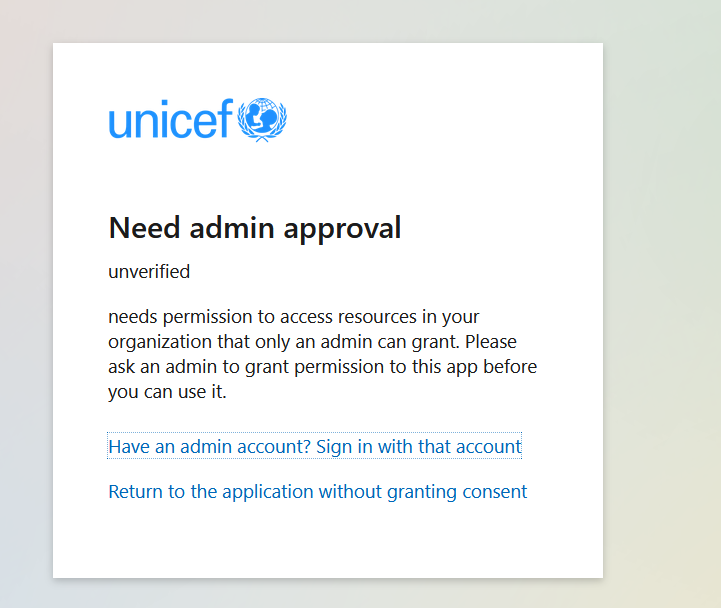 unicef
Need admin approval
unverified
needs permission to access resources in your
organization that only an admin can grant. Please
ask an admin to grant permission to this app before
you can use it.
Have an admin account? Sign in with that account
Return to the application without granting consent